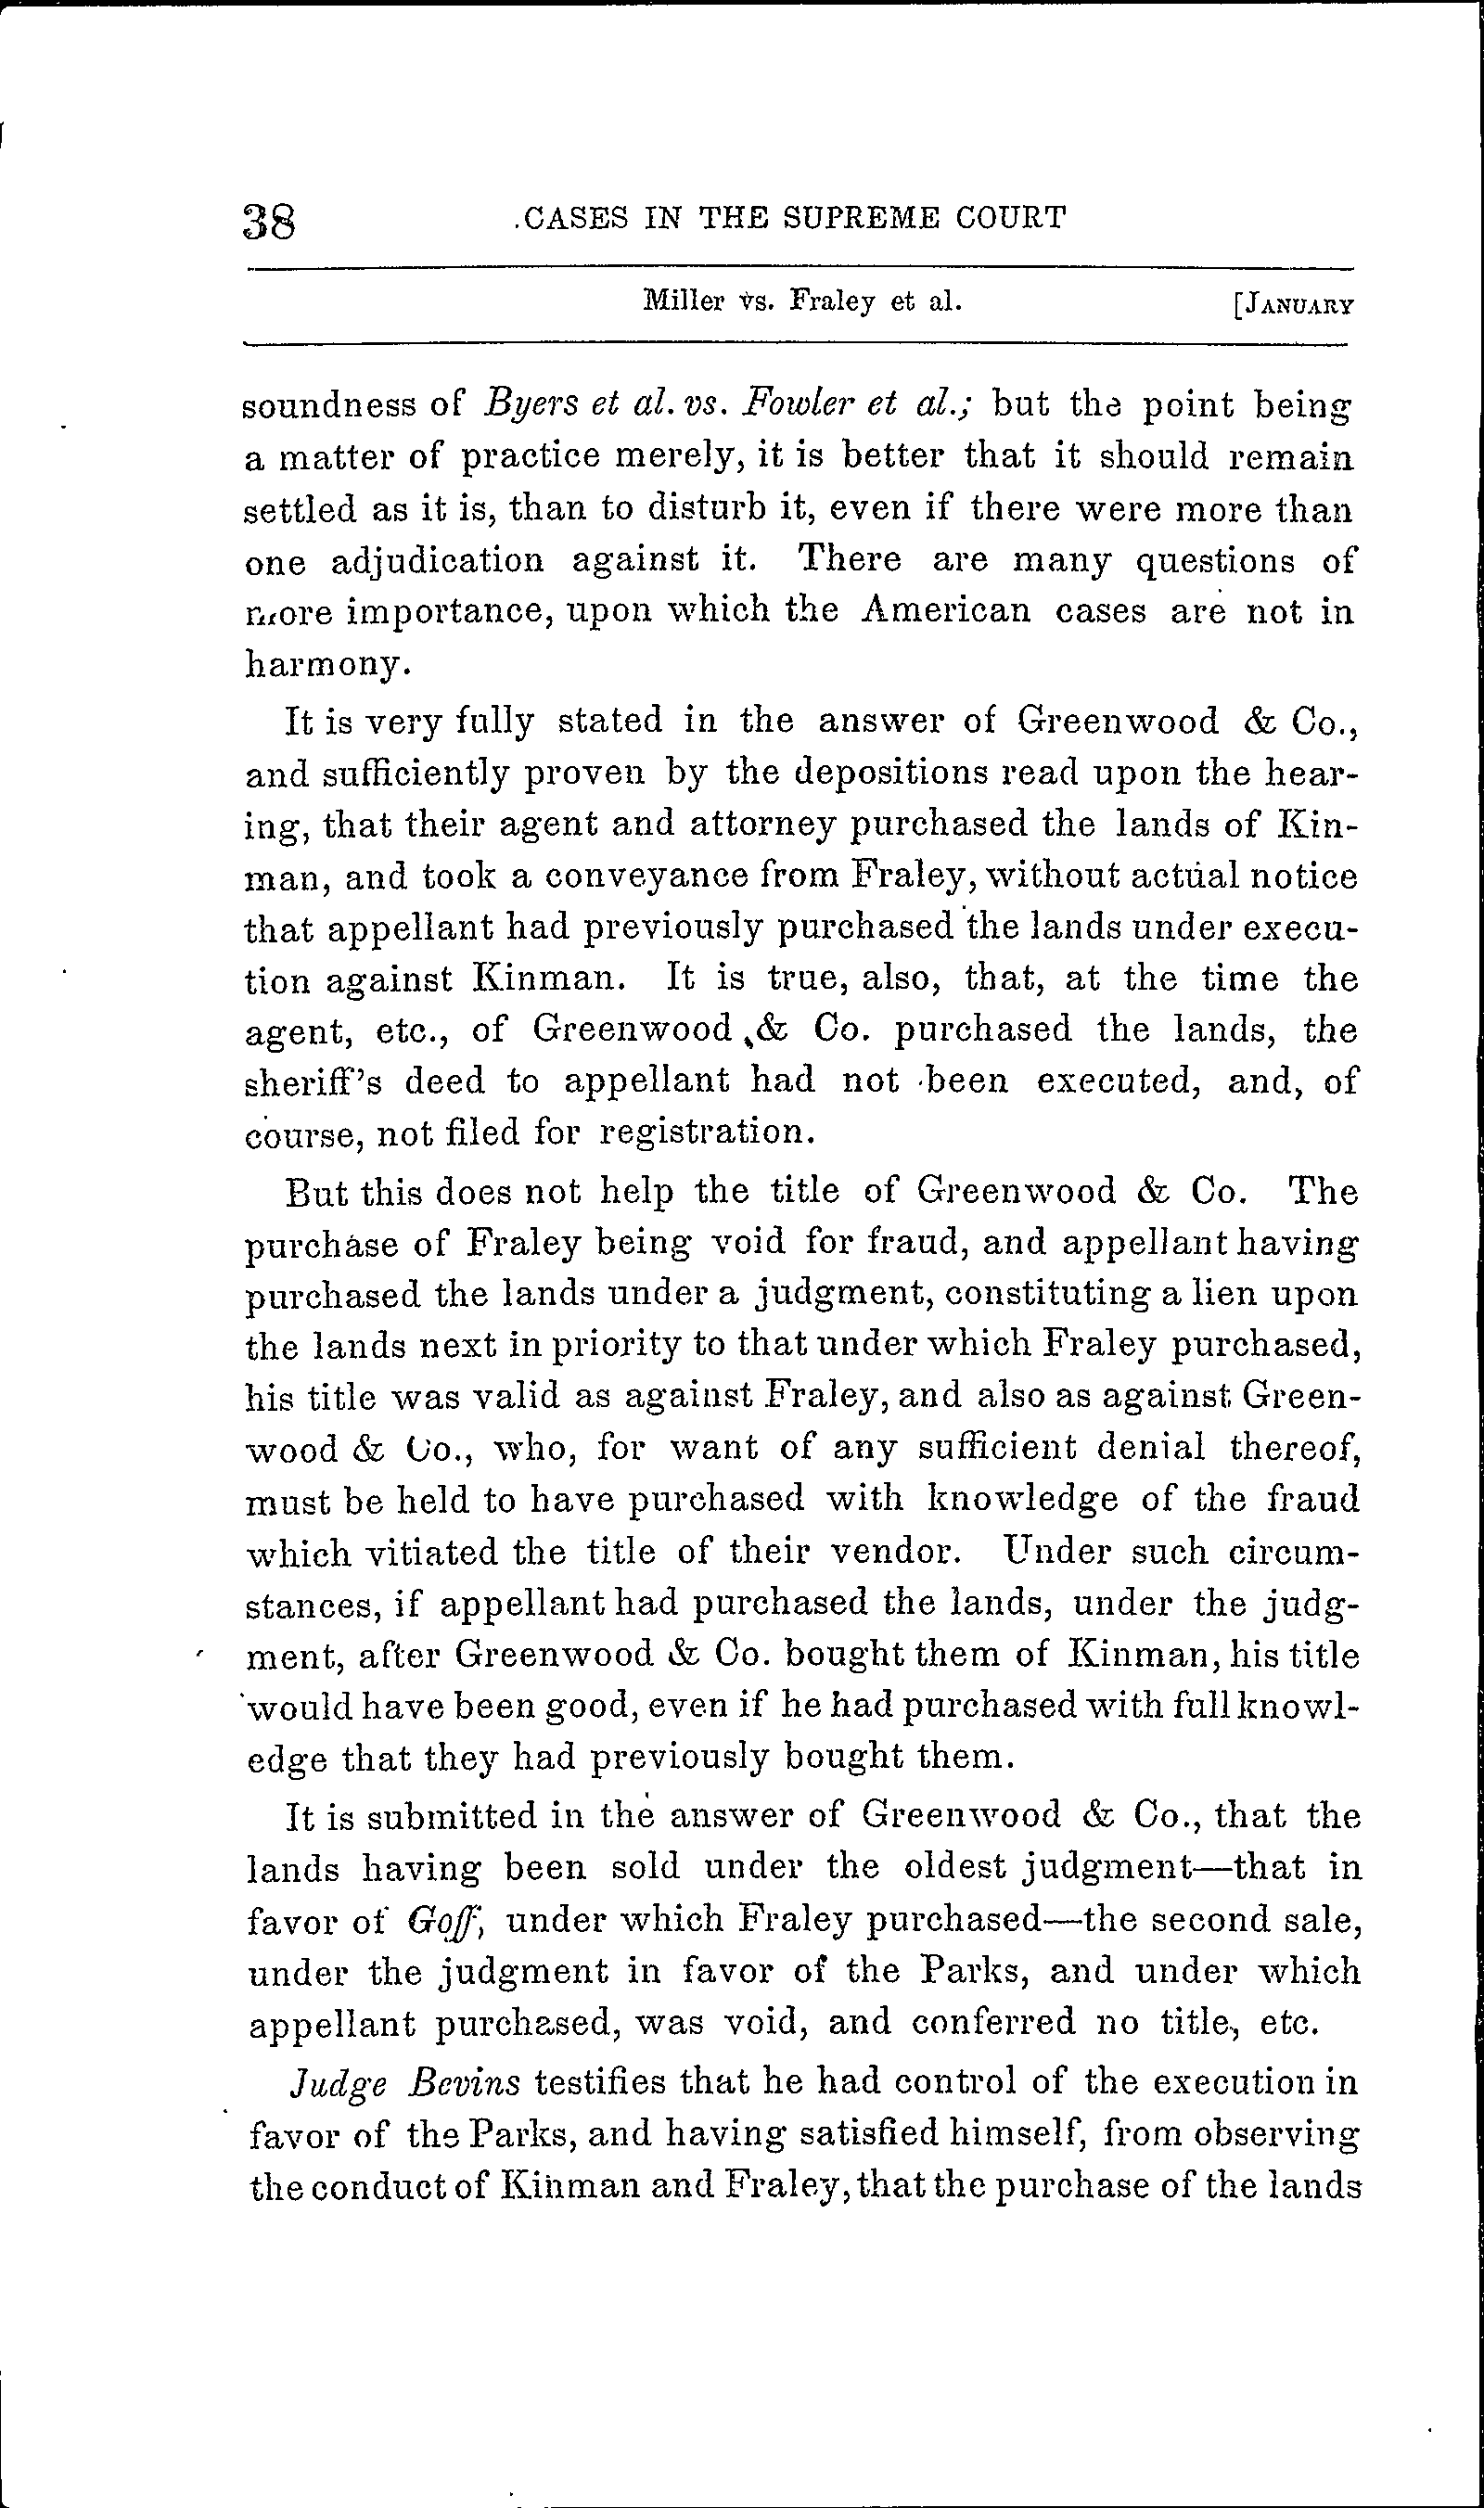 38 CASES IN THE SUPREME COURT
Miller vs. Fraley et al. [JANUARY
soundness of Byers et al. vs. Fowler et al.; but the point being
a matter of practice merely, it is better that it should remain
settled as it is, than to disturb it, even if there were more than
one adjudication against it. There are many questions of
more importance, upon which the American cases are not in
harmony.
It is very fully stated in the answer of Greenwood & Co.,
and sufficiently proven by the depositions read upon the hear-
ing, that their agent and attorney purchased the lands of Kin-
man, and took a conveyance from Fraley, without actual notice
that appellant had previously purchased the lands under execu-
tion against Kinman. It is true, also, that, at the time the
agent, etc., of Greenwood & Co. purchased the lands, the
sheriff's deed to appellant had not been executed, and, of
course, not filed for registration.
But this does not help the title of Greenwood & Co. The
purchase of Fraley being void for fraud, and appellant having
purchased the lands under a judgment, constituting a lien upon
the lands next in priority to that under which Fraley purchased,
his title was valid as against Fraley, and also as against Green-
wood & Co., who, for want of any sufficient denial thereof,
must be held to have purchased with knowledge of the fraud
which vitiated the title of their vendor. Under such circum-
stances, if appellant had purchased the lands, under the judg-
ment, after Greenwood & Co. bought them of Kinman, his title
would have been good, even if he had purchased with full knowl-
edge that they had previously bought them.
It is submitted in the answer of Greenwood & Co., that the
lands having been sold under the oldest judgment—that in
favor of Goff, under which Fraley purchased—the second sale,
under the judgment in favor of the Parks, and under which
appellant purchased, was void, and conferred no title, etc.
Judge Bevins testifies that he had control of the execution in
favor of the Parks, and having satisfied himself, from observing
the conduct of Kinman and Fraley, that the purchase of the lands